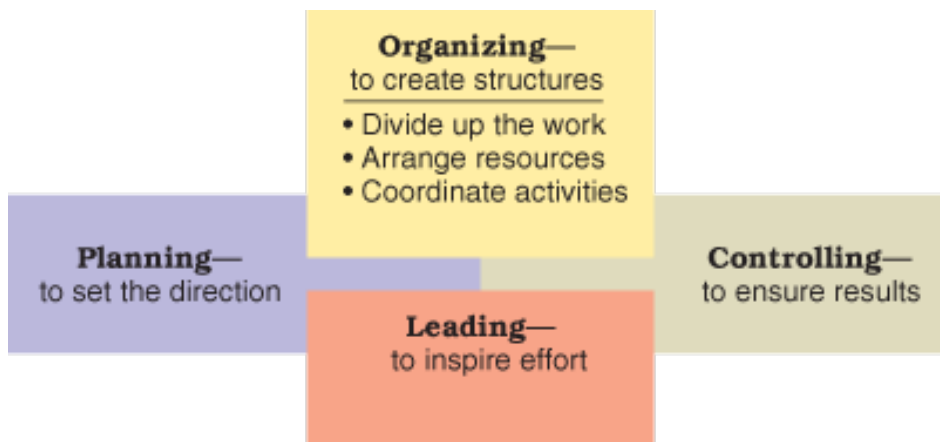 Organizing—
to create structures
• Divide up the work
• Arrange resources
• Coordinate activities
Planning—
to set the direction
Controlling—
to ensure results
Leading—
to inspire effort